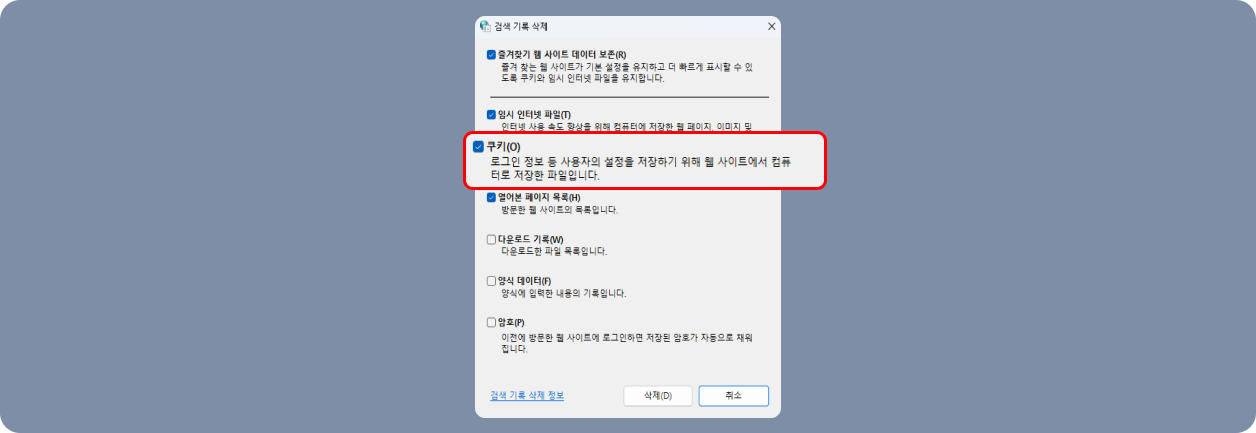 검색 기록 삭제
즐겨찾기 웹 사이트 데이터 보존(R)
즐겨 찾는 웹 사이트가 기본 설정을 유지하고 더 빠르게 표시할 수 있
도록 쿠키와 임시 인터넷 파일을 유지합니다.
임시 인터넷 파일(T)
인터넷 사용 속도 향상을 위해 컴퓨터에 저장한 웹 페이지, 이미지 및
쿠키(O)
로그인 정보 등 사용자의 설정을 저장하기 위해 웹 사이트에서 컴퓨
터로 저장한 파일입니다.
열어본 페이지 목록(H)
방문한 웹 사이트의 목록입니다.
다운로드 기록(W)
다운로드한 파일 목록입니다.
양식 데이터(F)
양식에 입력한 내용의 기록입니다.
암호(P)
이전에 방문한 웹 사이트에 로그인하면 저장된 암호가 자동으로 채워
집니다.
검색 기록 삭제 정보 삭제(D) 취소